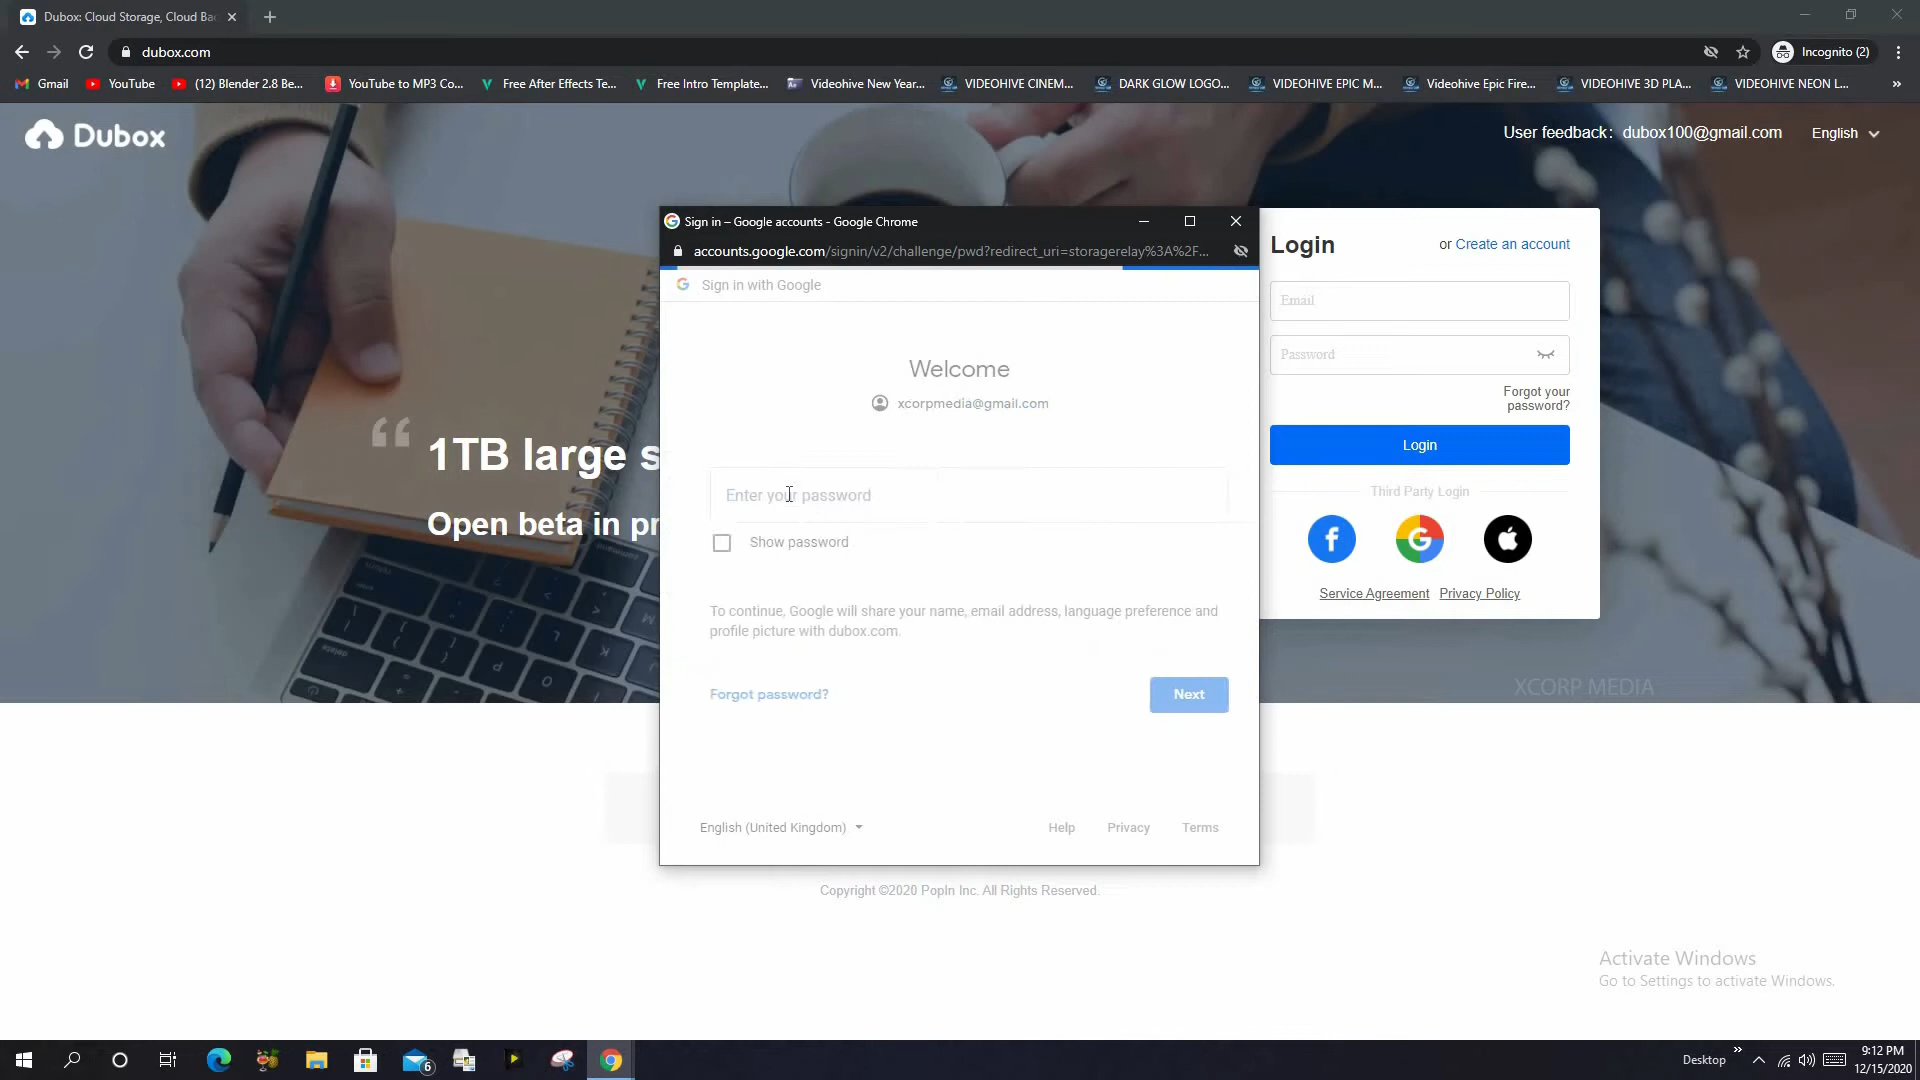 Dubox: Cloud Storage, Cloud Bac
dubox.com
Incognito (2)
Gmail
YouTube
(12) Blender 2.8 Be...
YouTube to MP3 Co...
Free After Effects Te...
Free Intro Template...
Videohive New Year...
VIDEOHIVE CINEM...
DARK GLOW LOGO...
VIDEOHIVE EPIC M...
Videohive Epic Fire...
VIDEOHIVE 3D PLA...
VIDEOHIVE NEON L...
»
Dubox
User feedback: dubox100@gmail.com
English
Sign in – Google accounts - Google Chrome
accounts.google.com/signin/v2/challenge/pwd?redirect_uri=storagerelay%3A%2F...
Sign in with Google
Welcome
xcorpmedia@gmail.com
Enter your password
Show password
To continue, Google will share your name, email address, language preference and
profile picture with dubox.com.
Forgot password?
Next
English (United Kingdom)
Help
Privacy
Terms
Login
or Create an account
Email
Password
Forgot your
password?
Login
Third Party Login
Service Agreement
Privacy Policy
“
1TB large s
Open beta in pr
XCORP MEDIA
Copyright ©2020 PopIn Inc. All Rights Reserved.
Activate Windows
Go to Settings to activate Windows.
6
Desktop
»
9:12 PM
12/15/2020